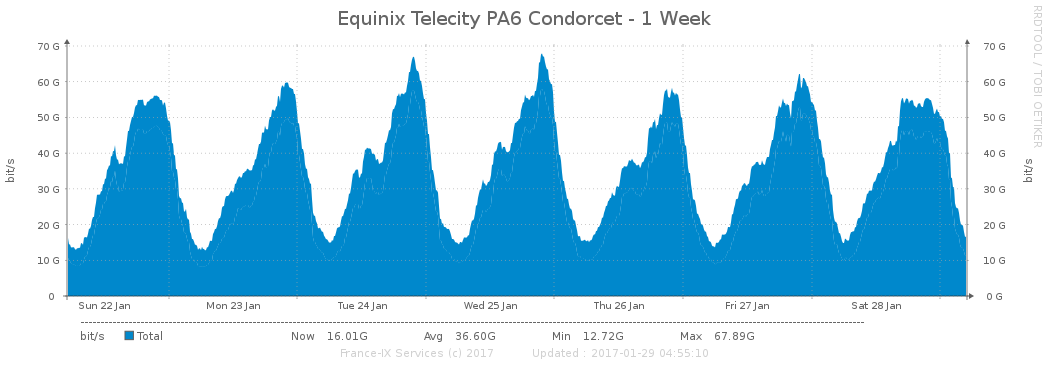 Equinix Telecity PA6 Condorcet - 1 Week
RRDTOOL / TOBI OETIKER
bit/s
70 G 70 G
60 G 60 G
50 G 50 G
40 G 40 G
30 G 30 G
20 G 20 G
10 G 10 G
0 0 G
bit/s
Sun 22 Jan Mon 23 Jan Tue 24 Jan Wed 25 Jan Thu 26 Jan Fri 27 Jan Sat 28 Jan
bit/s Total Now 16.01G Avg 36.60G Min 12.72G Max 67.89G
France-IX Services (c) 2017 Updated : 2017-01-29 04:55:10